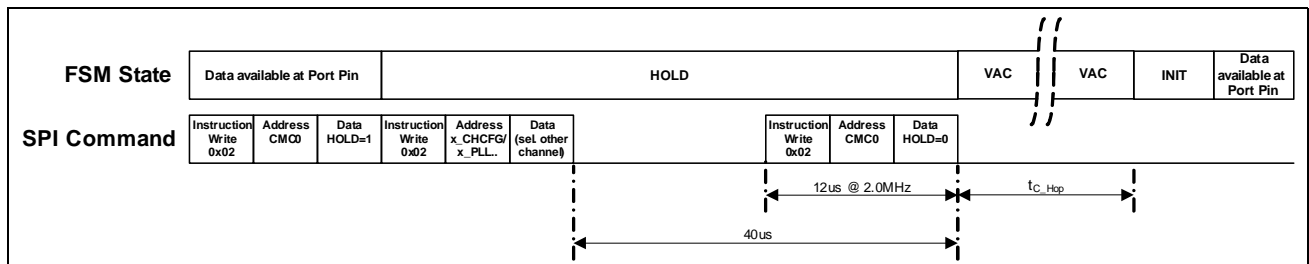 FSM State
Data available at Port Pin
HOLD
VAC
VAC
INIT
Data
available at
Port Pin
SPI Command
Instruction
Write
0x02
Address
CMC0
Data
HOLD=1
Instruction
Write
0x02
Address
x_CHCFG/
x_PLL..
Data
(sel. other
channel)
Instruction
Write
0x02
Address
CMC0
Data
HOLD=0
12us @ 2.0MHz
tC_Hop
40us